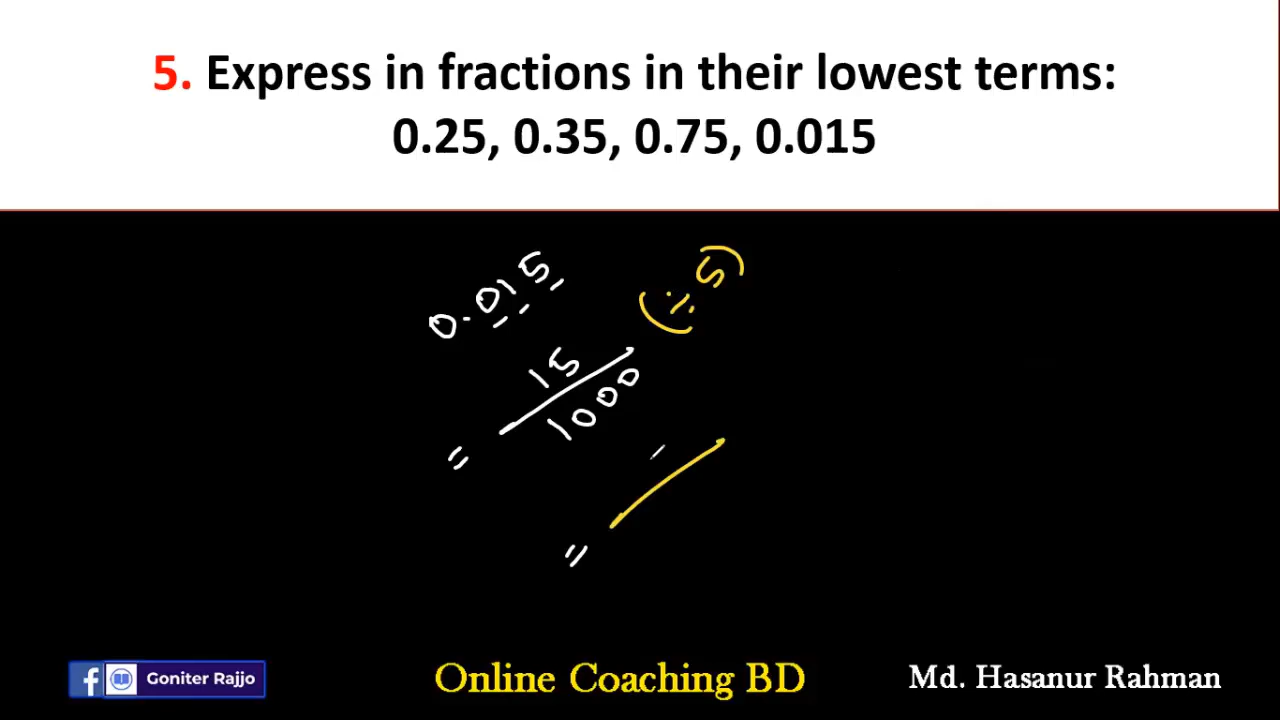 5. Express in fractions in their lowest terms:
0.25, 0.35, 0.75, 0.015
0.015
= 15/1000 (÷5)
=
f Goniter Rajjo
Online Coaching BD
Md. Hasanur Rahman